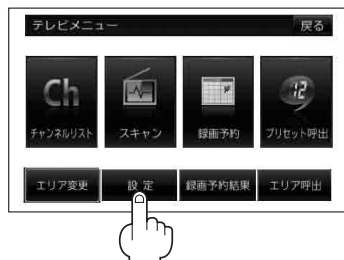 テレビメニュー
戻る
Ch
チャンネルリスト
スキャン
録画予約
12
プリセット呼出
エリア変更
設定
録画予約結果
エリア呼出